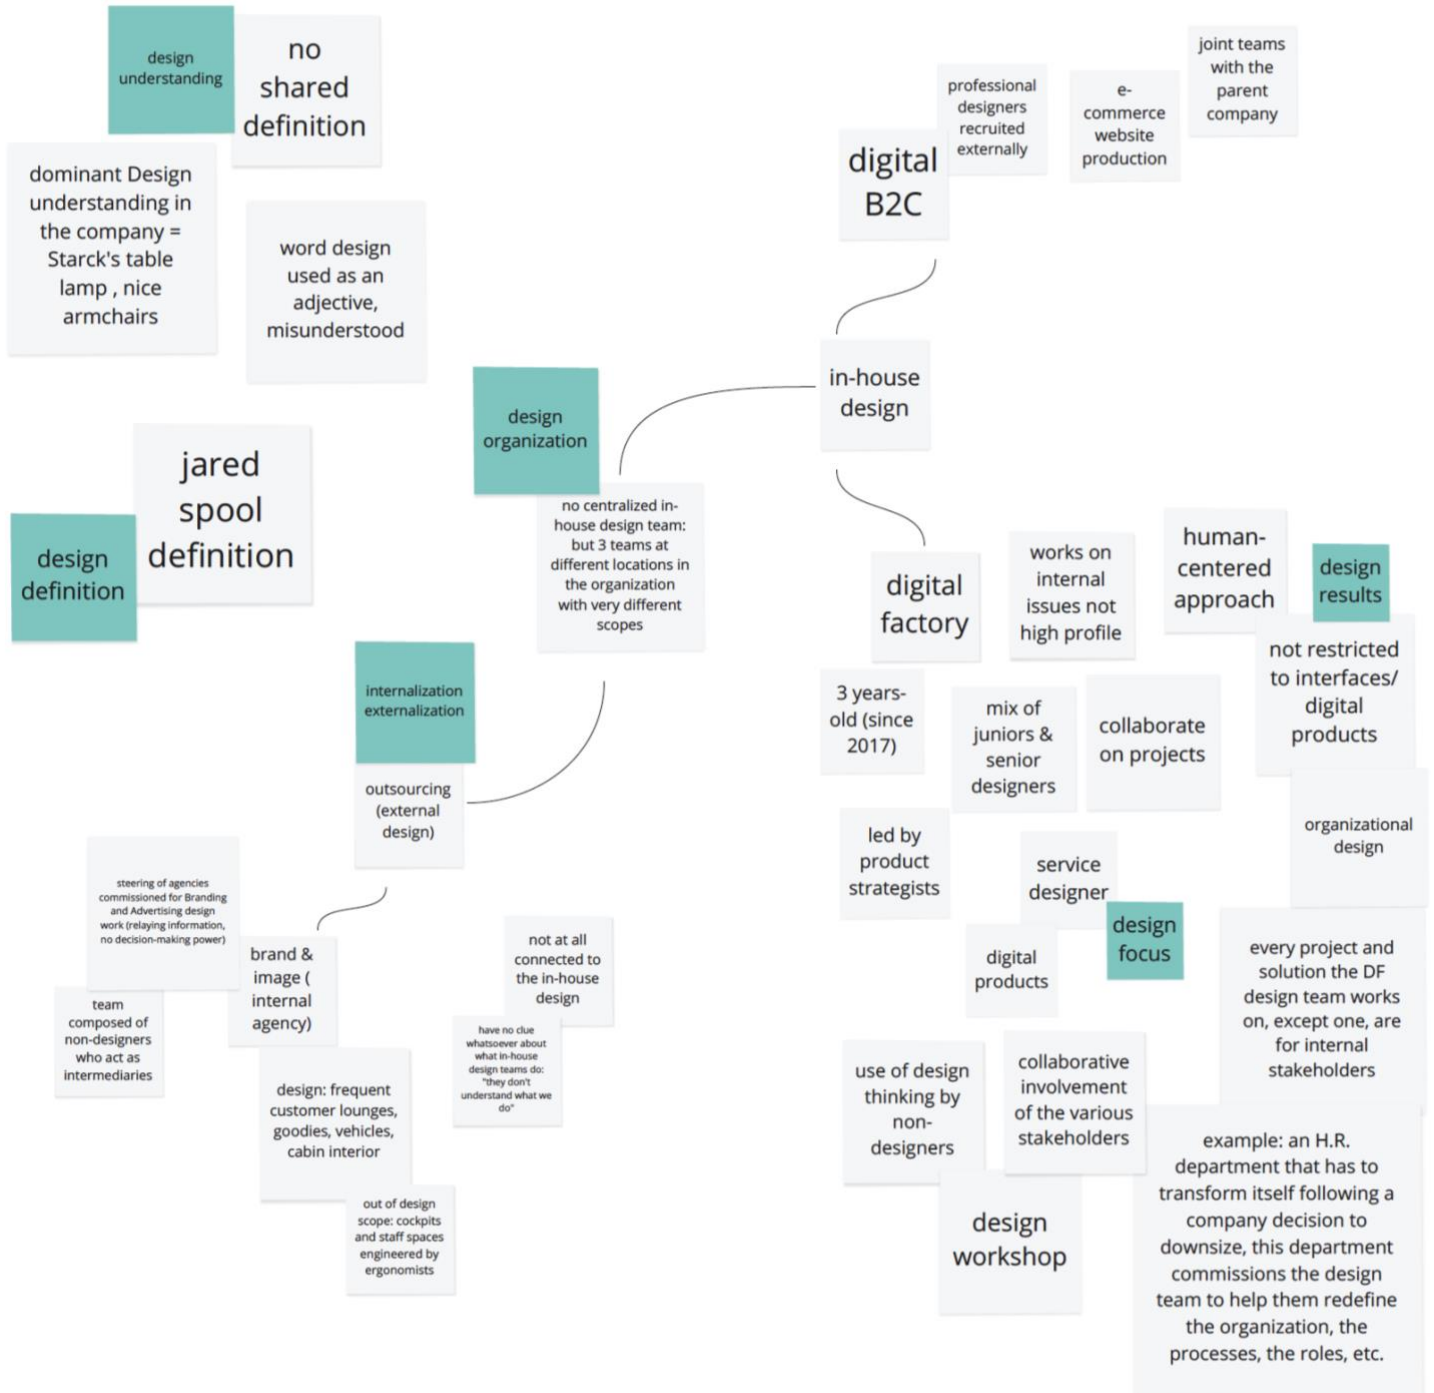 design
understanding
no
shared
definition
dominant Design
understanding in
the company =
Starck's table
lamp , nice
armchairs
word design
used as an
adjective,
misunderstood
design
definition
jared
spool
definition
design
organization
no centralized in-
house design team:
but 3 teams at
different locations in
the organization
with very different
scopes
internalization
externalization
outsourcing
(external
design)
steering of agencies
commissioned for Branding
and Advertising design
work (relaying information,
no decision-making power)
team
composed of
non-designers
who act as
intermediaries
brand &
image (
internal
agency)
design: frequent
customer lounges,
goodies, vehicles,
cabin interior
out of design
scope: cockpits
and staff spaces
engineered by
ergonomists
not at all
connected to
the in-house
design
have no clue
whatsoever about
what in-house
design teams do:
"they don't
understand what we
do"
in-house
design
digital
B2C
professional
designers
recruited
externally
e-
commerce
website
production
joint teams
with the
parent
company
digital
factory
works on
internal
issues not
high profile
human-
centered
approach
design
results
not restricted
to interfaces/
digital
products
3 years-
old (since
2017)
mix of
juniors &
senior
designers
collaborate
on projects
organizational
design
led by
product
strategists
service
designer
design
focus
digital
products
every project and
solution the DF
design team works
on, except one, are
for internal
stakeholders
use of design
thinking by
non-
designers
collaborative
involvement
of the various
stakeholders
design
workshop
example: an H.R.
department that has to
transform itself following a
company decision to
downsize, this department
commissions the design
team to help them redefine
the organization, the
processes, the roles, etc.